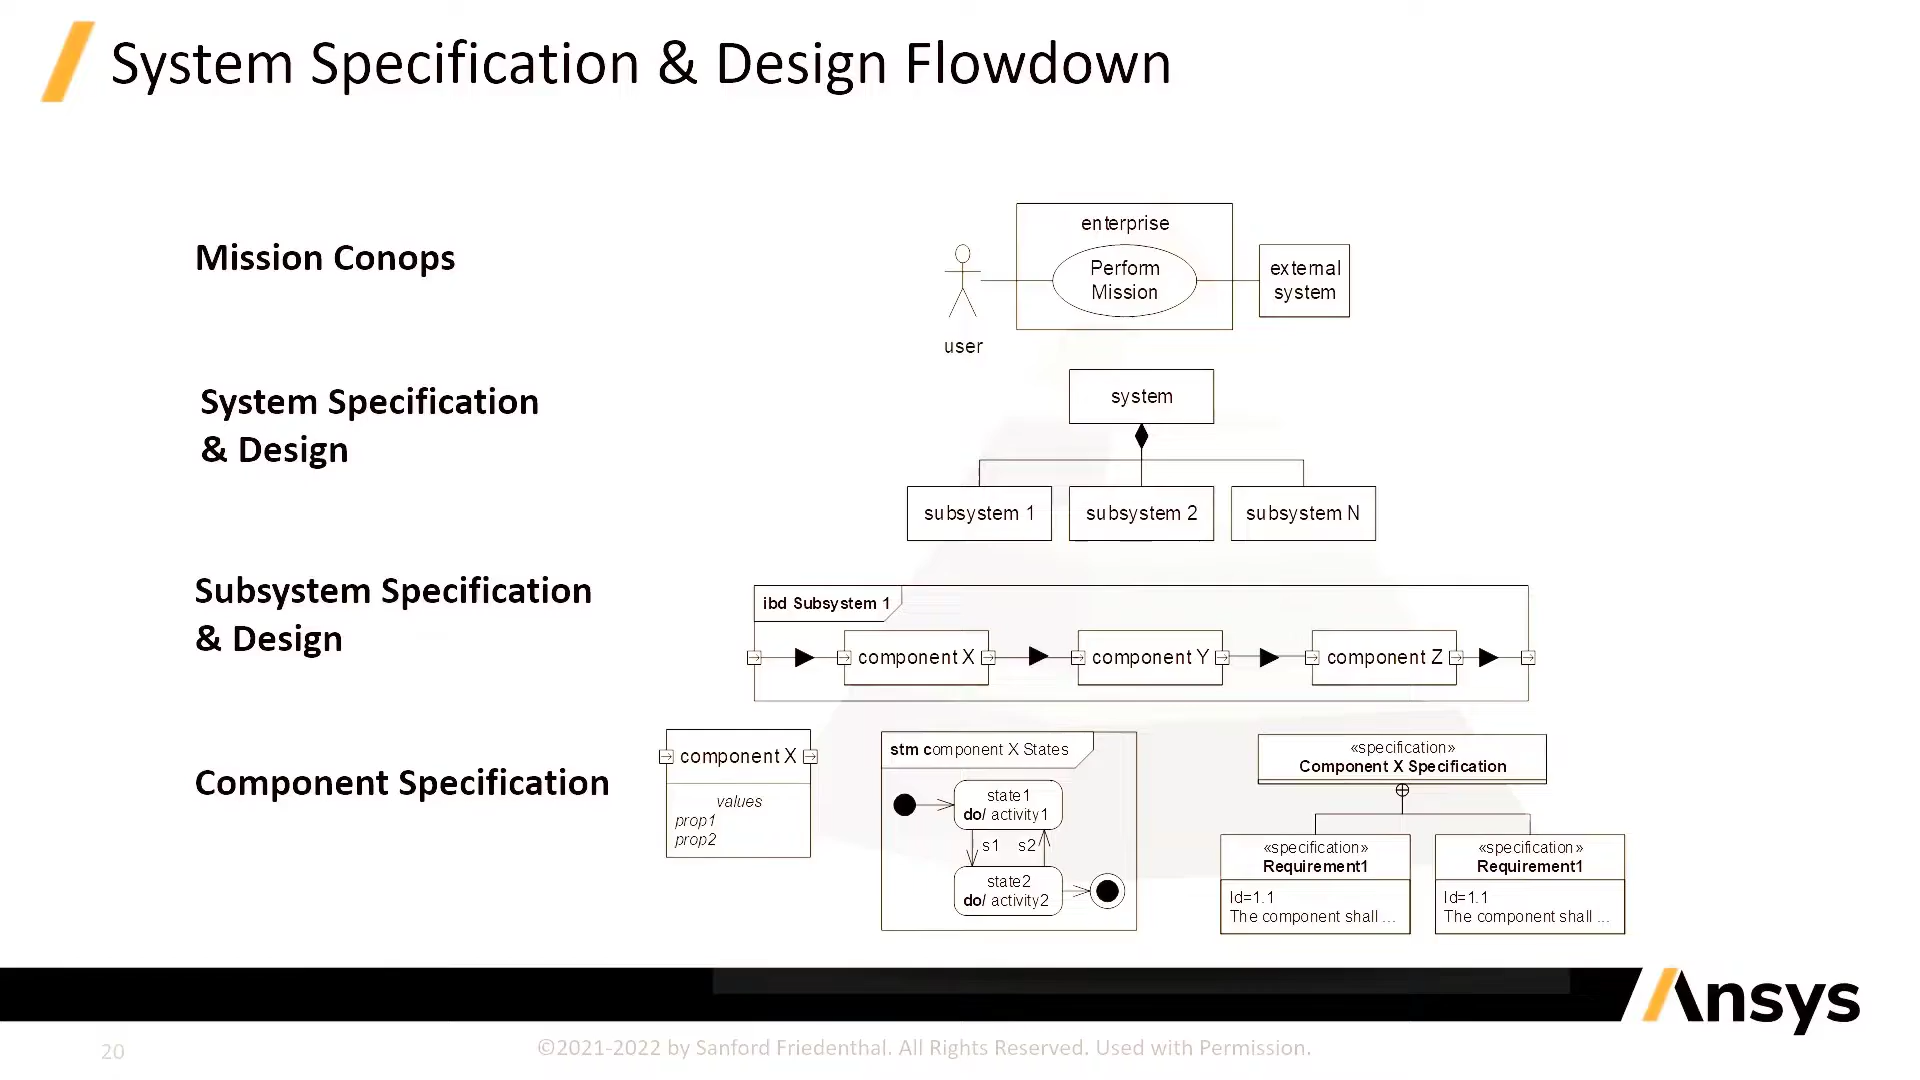 System Specification & Design Flowdown
Mission Conops
enterprise
Perform
Mission
external
system
user
System Specification
& Design
system
subsystem 1
subsystem 2
subsystem N
Subsystem Specification
& Design
ibd Subsystem 1
component X
component Y
component Z
Component Specification
component X
values
prop1
prop2
stm component X States
state1
do/ activity1
s1
s2
state2
do/ activity2
«specification»
Component X Specification
«specification»
Requirement1
Id=1.1
The component shall ...
«specification»
Requirement1
Id=1.1
The component shall ...
Ansys
20
©2021-2022 by Sanford Friedenthal. All Rights Reserved. Used with Permission.